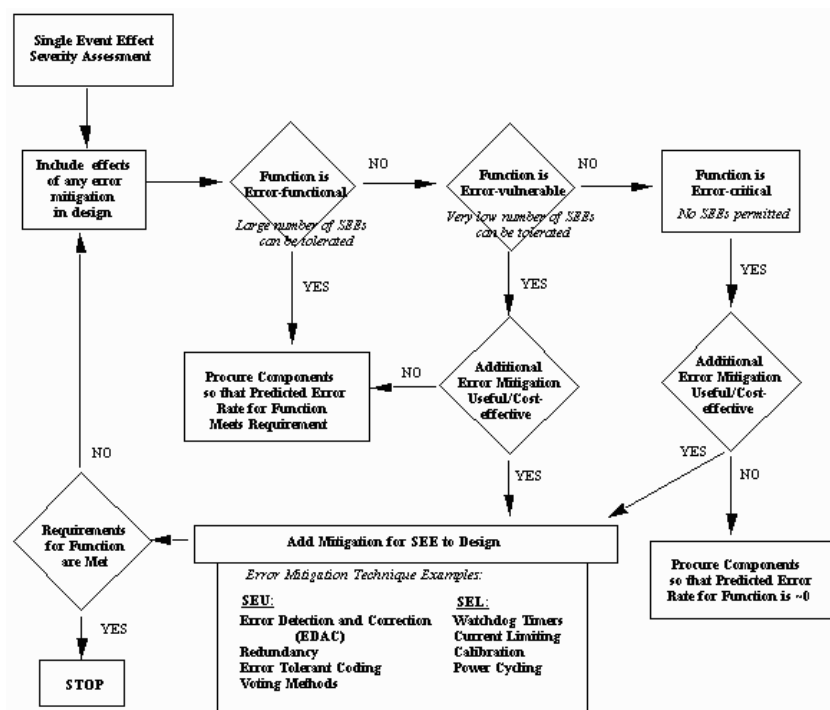 Single Event Effect
Severity Assessment
Include effects
of any error
mitigation
in design
Function is
Error-functional
Large number of SEEs
can be tolerated
NO
Function is
Error-vulnerable
Very low number of SEEs
can be tolerated
NO
Function is
Error-critical
No SEEs permitted
YES
YES
YES
Procure Components
so that Predicted Error
Rate for Function
Meets Requirement
NO
Additional
Error Mitigation
Useful/Cost-
effective
Additional
Error Mitigation
Useful/Cost-
effective
NO
YES
YES
NO
Requirements
for Function
are Met
Add Mitigation for SEE to Design
Procure Components
so that Predicted Error
Rate for Function is ~0
Error Mitigation Technique Examples:
SEU:
Error Detection and Correction
(EDAC)
Redundancy
Error Tolerant Coding
Voting Methods
SEL:
Watchdog Timers
Current Limiting
Calibration
Power Cycling
YES
STOP